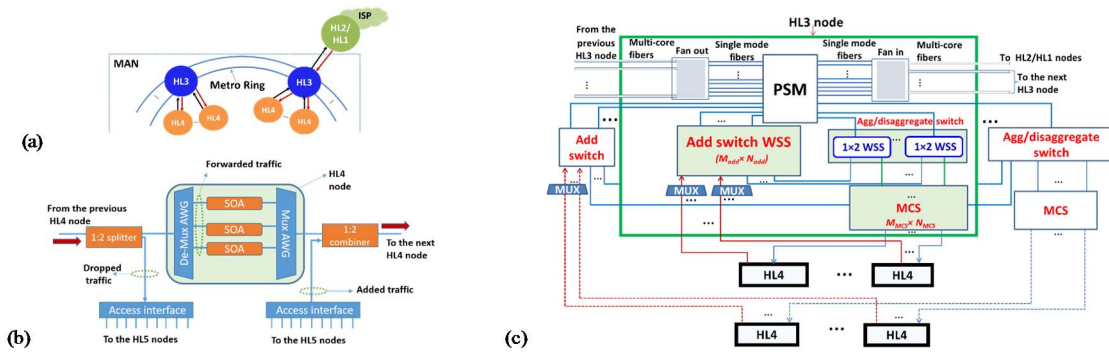 (a)
ISP
HL2/
HL1
MAN
HL3
HL3
Metro Ring
HL4
HL4
HL4
HL4
(b)
Forwarded traffic
HL4
node
From the previous
HL4 node
1:2 splitter
De-Mux AWG
SOA
SOA
SOA
Mux AWG
1:2
combiner
To the next
HL4 node
Dropped
traffic
Added traffic
Access interface
Access interface
To the HL5 nodes
To the HL5 nodes
(c)
HL3 node
From the
previous
HL3 node
Multi-core
fibers
Fan out
Single mode
fibers
PSM
Single mode
fibers
Fan in
Multi-core
fibers
To HL2/HL1 nodes
To the next
HL3 node
Add
switch
Add switch WSS
(Madd× Nadd)
Agg/disaggregate switch
1×2 WSS
...
1×2 WSS
Agg/disaggregate
switch
MUX
MUX
MUX
MCS
MMCS× NMCS
MCS
HL4
...
HL4
HL4
...
HL4